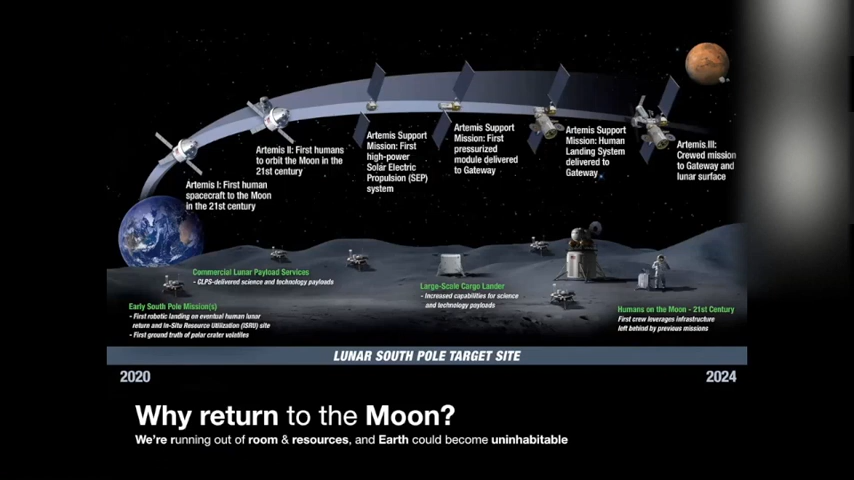 Artemis I: First human
spacecraft to the Moon
in the 21st century
Artemis II: First humans
to orbit the Moon in the
21st century
Artemis Support
Mission: First
high-power
Solar Electric
Propulsion (SEP)
system
Artemis Support
Mission: First
pressurized
module delivered
to Gateway
Artemis Support
Mission: Human
Landing System
delivered to
Gateway
Artemis III:
Crewed mission
to Gateway and
lunar surface
Commercial Lunar Payload Services
- CLPS-delivered science and technology payloads
Early South Pole Mission(s)
- First robotic landing on eventual human lunar
return and In-Situ Resource Utilization (ISRU) site
- First ground truth of polar crater volatiles
Large-Scale Cargo Lander
- Increased capabilities for science
and technology payloads
Humans on the Moon - 21st Century
First crew leverages infrastructure
left behind by previous missions
LUNAR SOUTH POLE TARGET SITE
2020
2024
Why return to the Moon?
We're running out of room & resources, and Earth could become uninhabitable